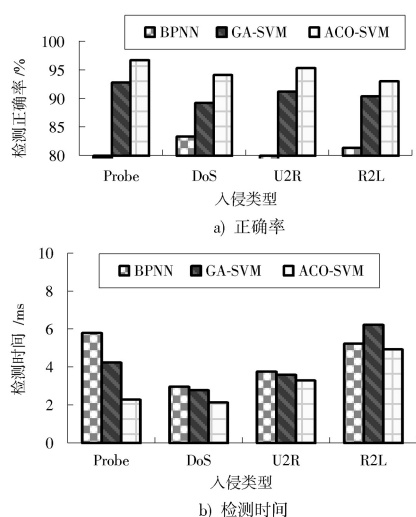 BPNN GA-SVM ACO-SVM
检测正确率/%
100
95
90
85
80
Probe DoS U2R R2L
入侵类型
a) 正确率
BPNN GA-SVM ACO-SVM
检测时间 /ms
10
8
6
4
2
0
Probe DoS U2R R2L
入侵类型
b) 检测时间